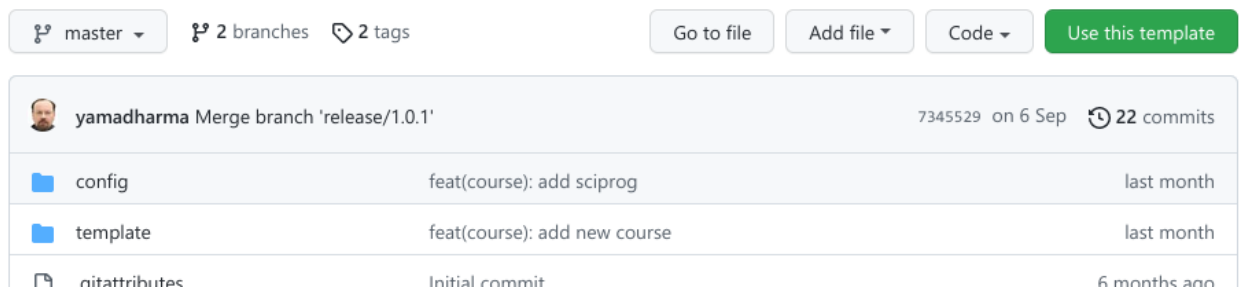 master 2 branches 2 tags Go to file Add file Code Use this template
yamadharma Merge branch 'release/1.0.1' 7345529 on 6 Sep 22 commits
config feat(course): add sciprog last month
template feat(course): add new course last month
.gitattributes Initial commit 6 months ago